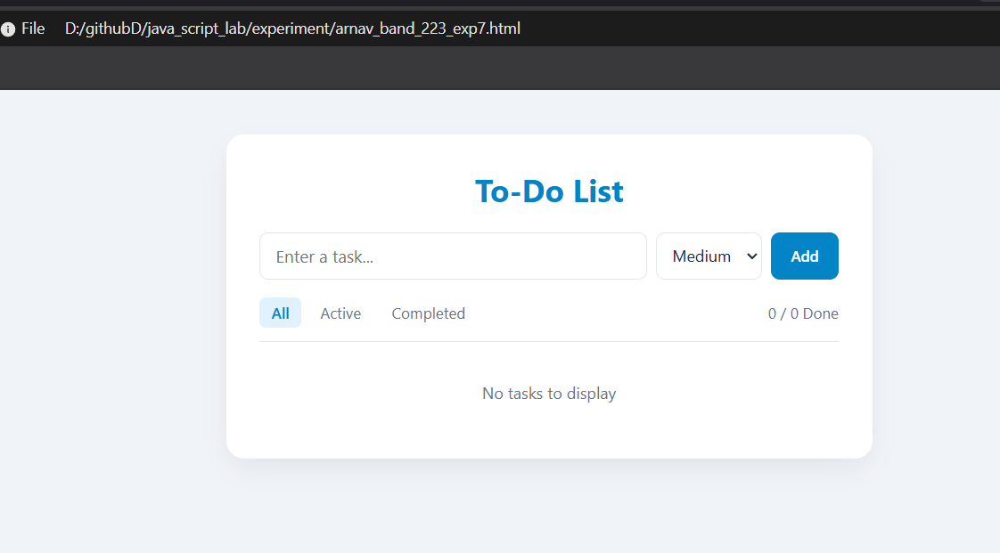 File D:/githubD/java_script_lab/experiment/arnav_band_223_exp7.html
To-Do List
Enter a task... Medium Add
All Active Completed 0 / 0 Done
No tasks to display